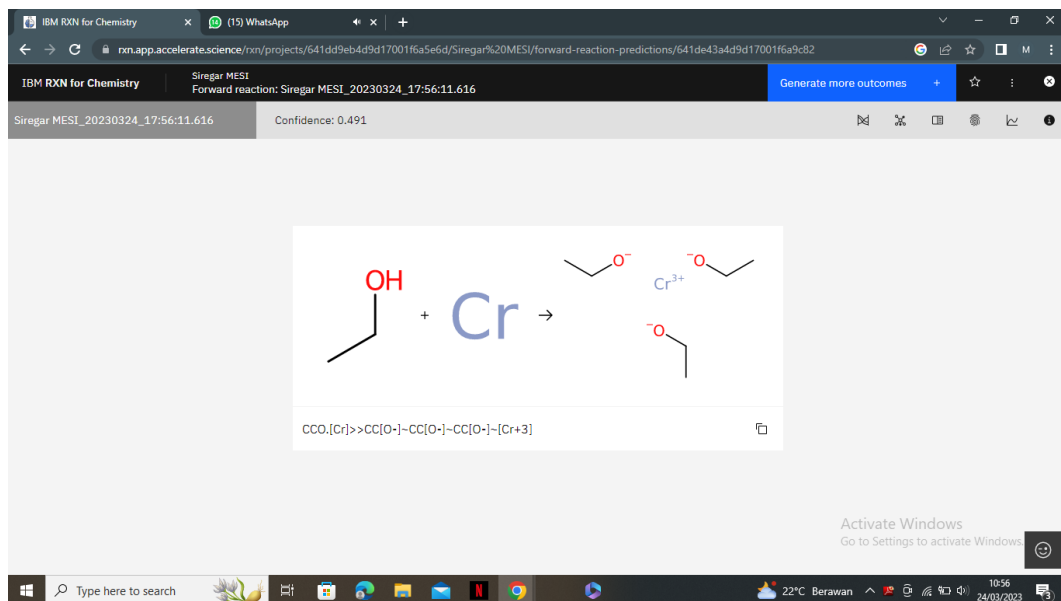 IBM RXN for Chemistry
(15) WhatsApp
rxn.app.accelerate.science/rxn/projects/641dd9eb4d9d17001f6a5e6d/Siregar%20MESI/forward-reaction-predictions/641de43a4d9d17001f6a9c82
M
IBM RXN for Chemistry
Siregar MESI
Forward reaction: Siregar MESI_20230324_17:56:11.616
Generate more outcomes +
Siregar MESI_20230324_17:56:11.616
Confidence: 0.491
OH + Cr →
O⁻ ⁻O
Cr³⁺
⁻O
CCO.[Cr]>>CC[O-]~CC[O-]~CC[O-]~[Cr+3]
Activate Windows
Go to Settings to activate Windows.
Type here to search
22°C Berawan
10:56
24/03/2023
3